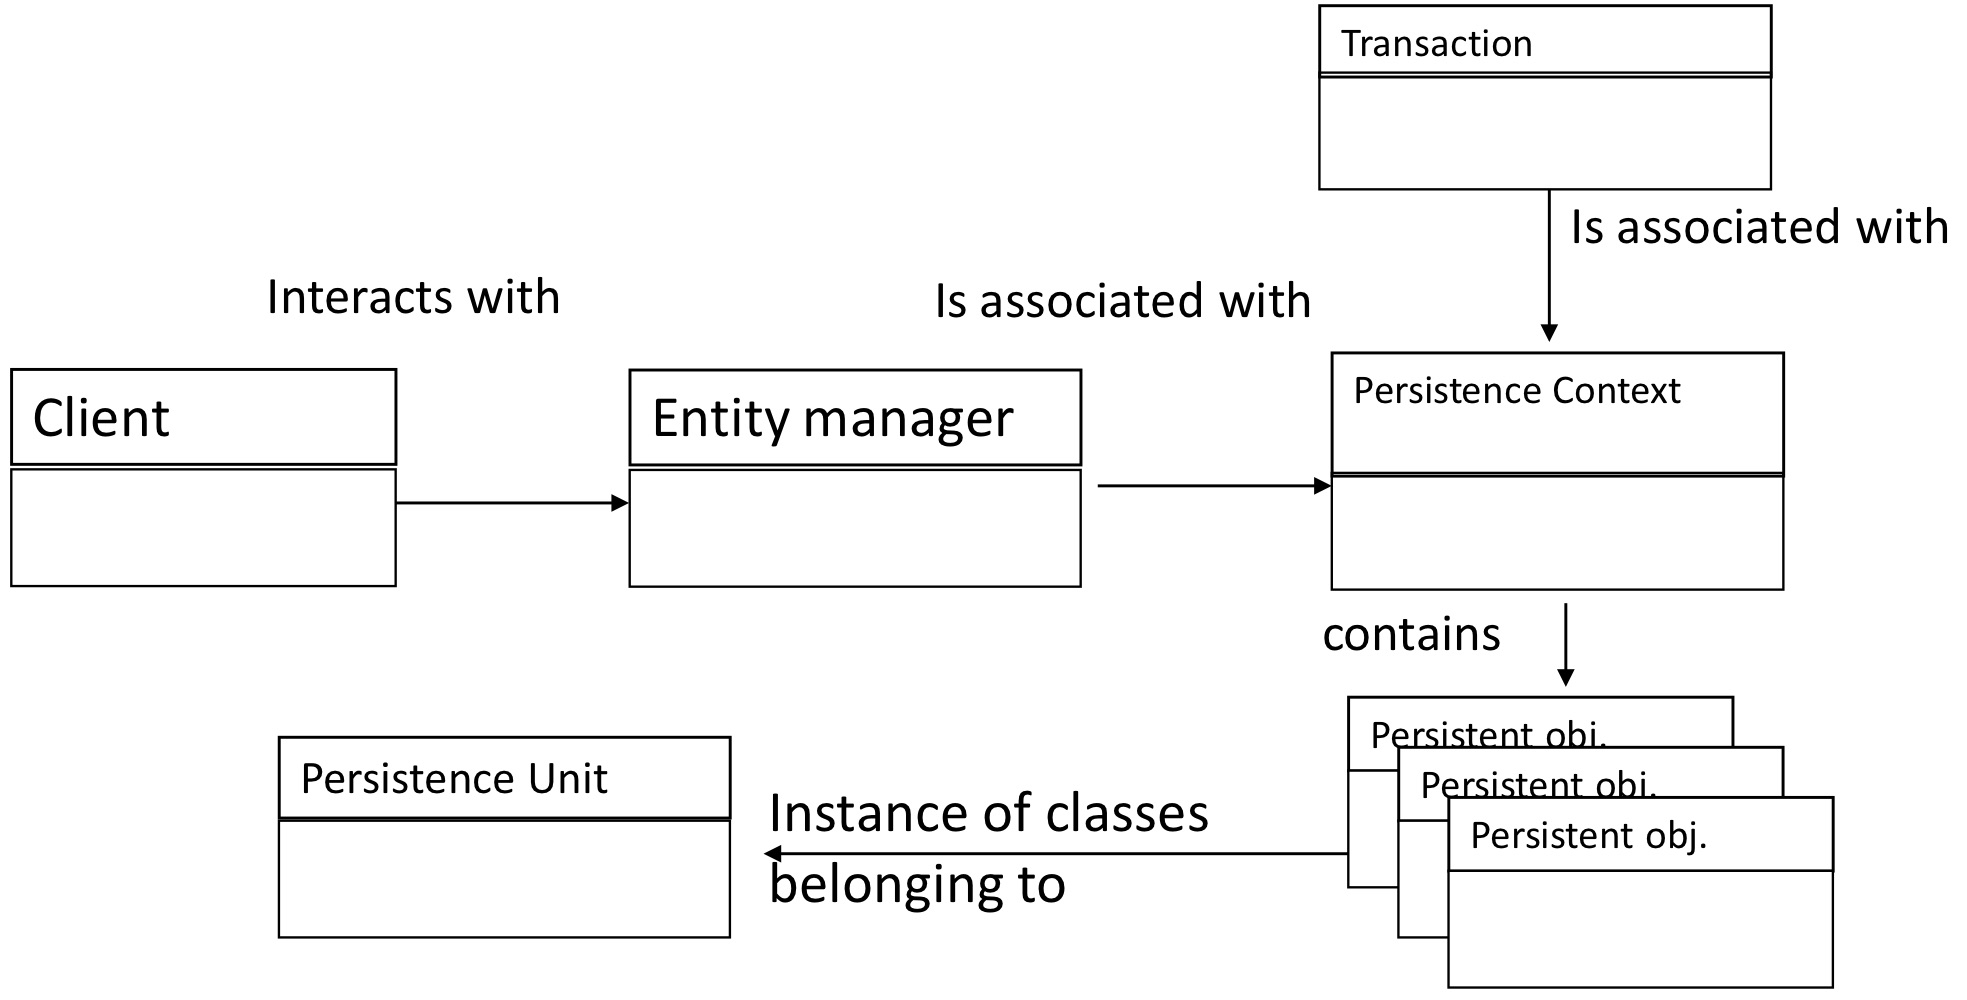 Transaction
Is associated with
Interacts with
Is associated with
Client
Entity manager
Persistence Context
contains
Persistent obj.
Persistent obj.
Persistent obj.
Persistence Unit
Instance of classes
belonging to